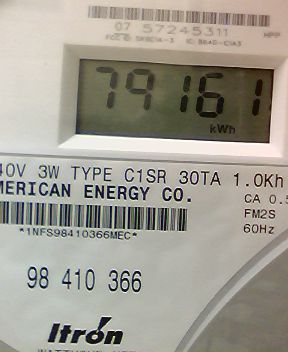 07 57245311
79161
kWh
40V 3W TYPE C1SR 30TA 1.0Kh
MERICAN ENERGY CO.
CA 0.5
FM2S
60Hz
*1NFS98410366MEC*
98 410 366
Itrón